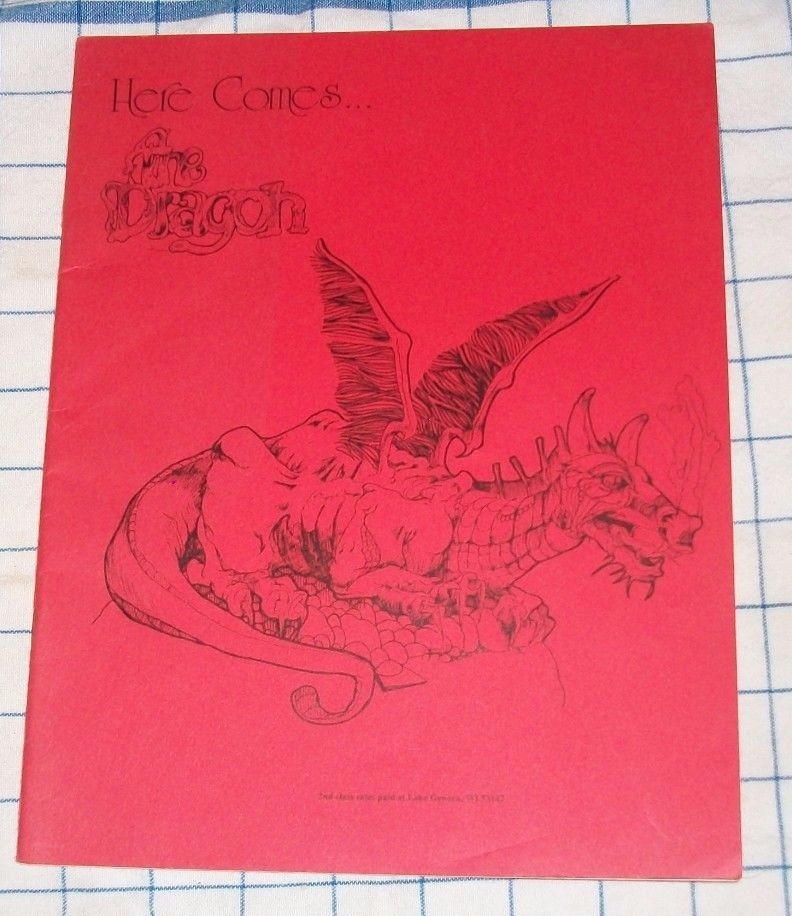 Here Comes...
The
Dragon
2nd class rates paid at Lake Geneva, WI 53147